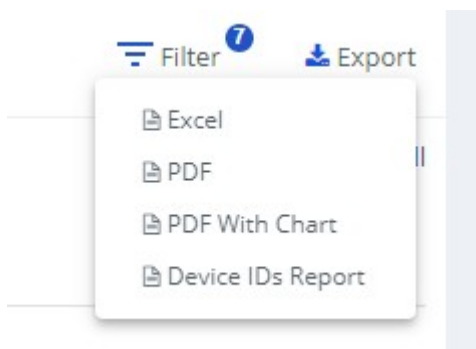 Filter 7 Export
Excel
PDF
PDF With Chart
Device IDs Report